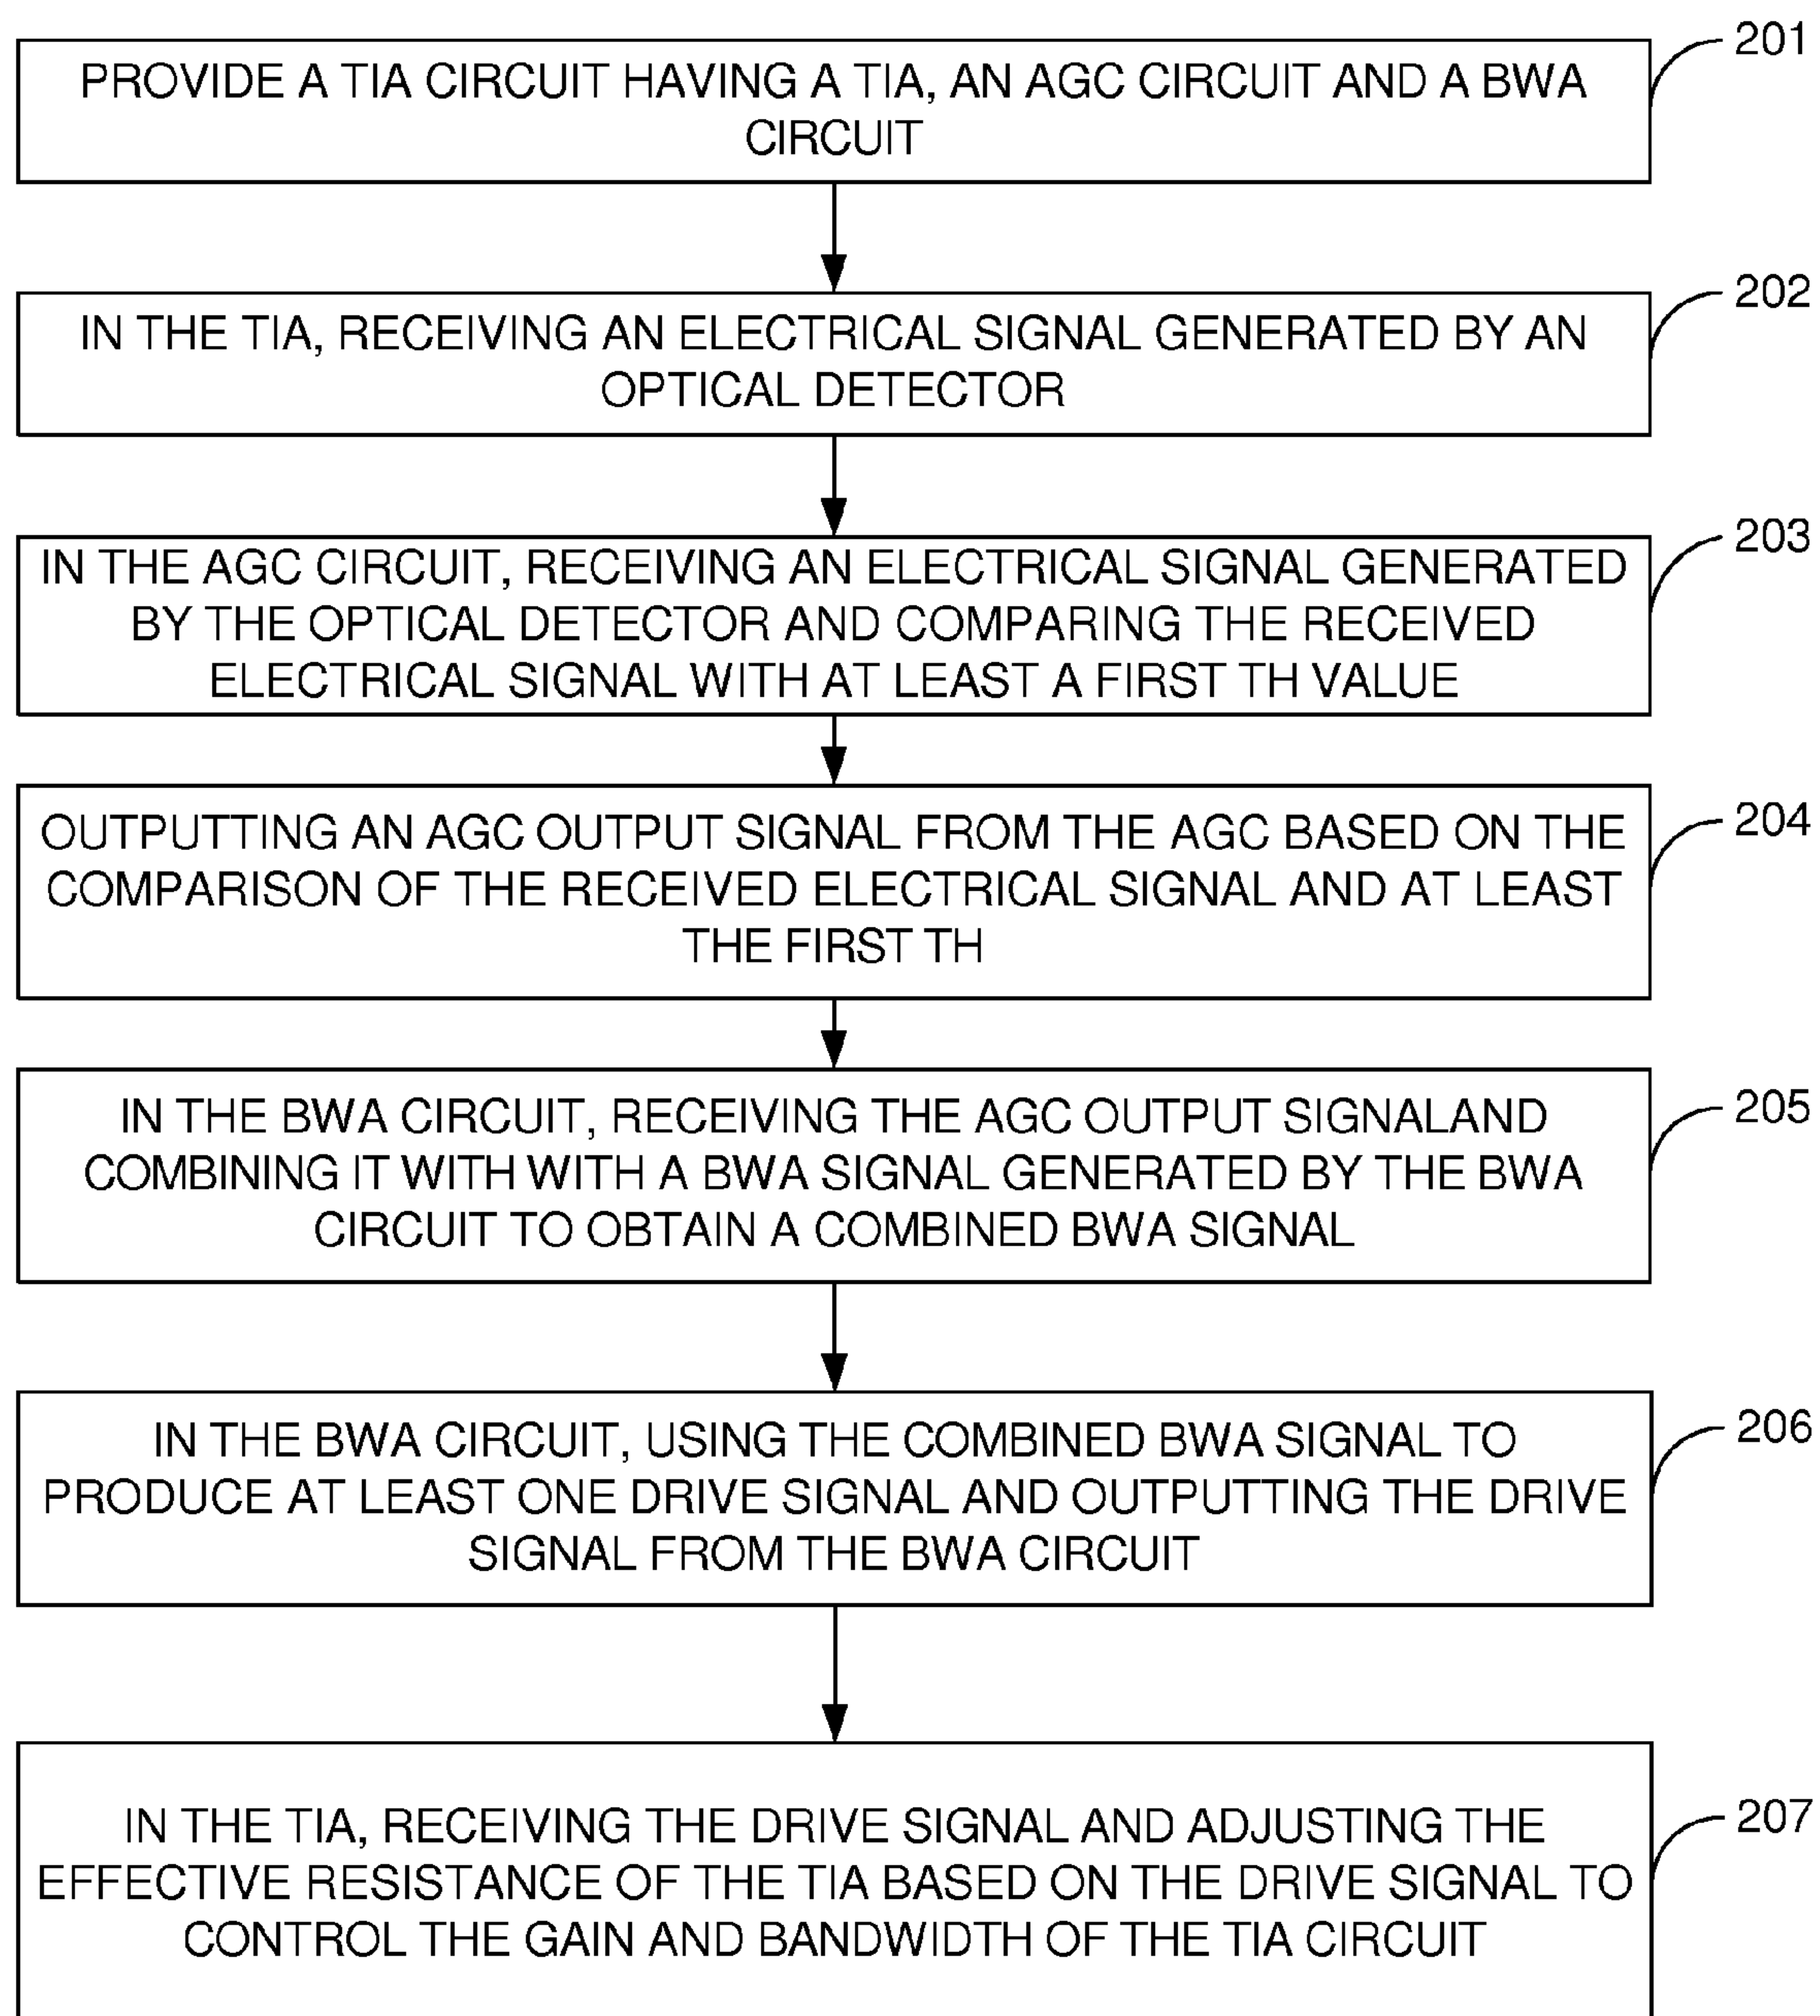 201
PROVIDE A TIA CIRCUIT HAVING A TIA, AN AGC CIRCUIT AND A BWA
CIRCUIT
202
IN THE TIA, RECEIVING AN ELECTRICAL SIGNAL GENERATED BY AN
OPTICAL DETECTOR
203
IN THE AGC CIRCUIT, RECEIVING AN ELECTRICAL SIGNAL GENERATED
BY THE OPTICAL DETECTOR AND COMPARING THE RECEIVED
ELECTRICAL SIGNAL WITH AT LEAST A FIRST TH VALUE
204
OUTPUTTING AN AGC OUTPUT SIGNAL FROM THE AGC BASED ON THE
COMPARISON OF THE RECEIVED ELECTRICAL SIGNAL AND AT LEAST
THE FIRST TH
205
IN THE BWA CIRCUIT, RECEIVING THE AGC OUTPUT SIGNALAND
COMBINING IT WITH WITH A BWA SIGNAL GENERATED BY THE BWA
CIRCUIT TO OBTAIN A COMBINED BWA SIGNAL
206
IN THE BWA CIRCUIT, USING THE COMBINED BWA SIGNAL TO
PRODUCE AT LEAST ONE DRIVE SIGNAL AND OUTPUTTING THE DRIVE
SIGNAL FROM THE BWA CIRCUIT
207
IN THE TIA, RECEIVING THE DRIVE SIGNAL AND ADJUSTING THE
EFFECTIVE RESISTANCE OF THE TIA BASED ON THE DRIVE SIGNAL TO
CONTROL THE GAIN AND BANDWIDTH OF THE TIA CIRCUIT